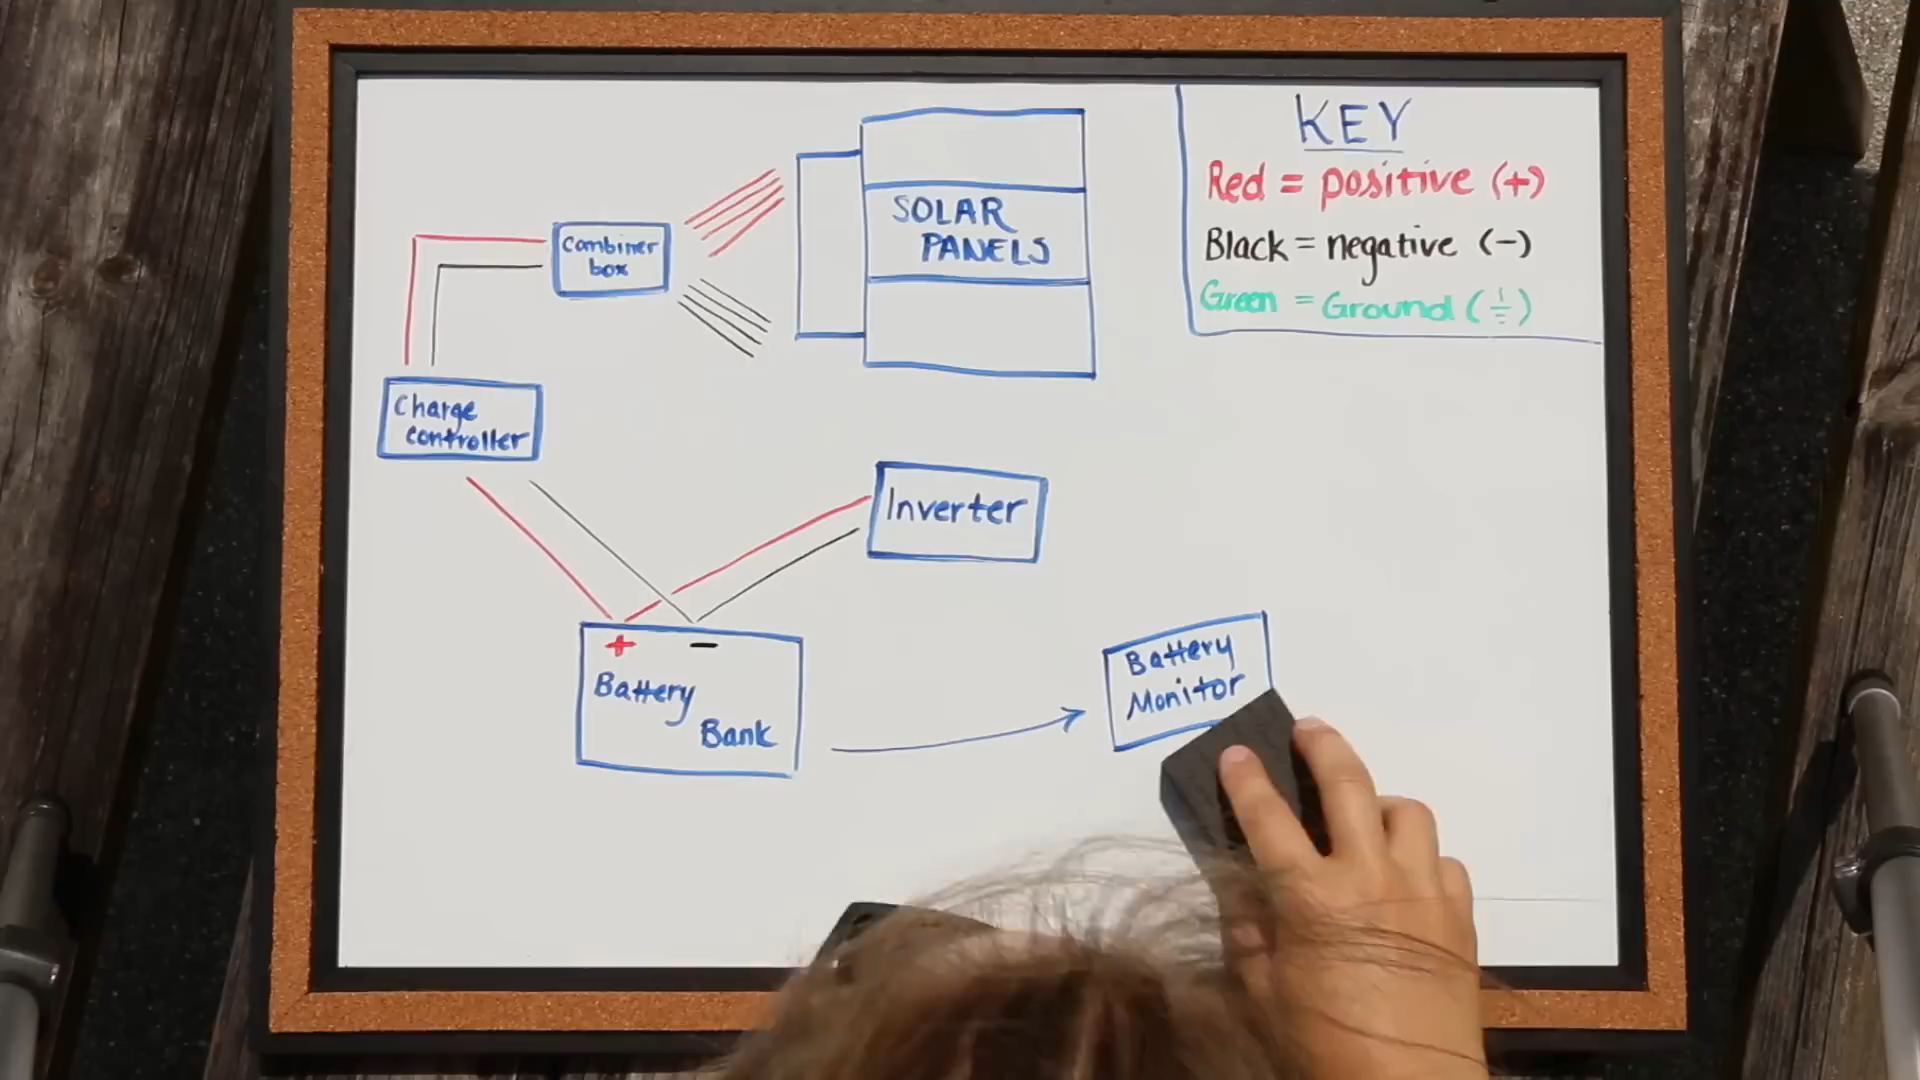 KEY
Red = positive (+)
Black = negative (-)
Green = Ground (⏚)
SOLAR
PANELS
Combiner
box
Charge
controller
Inverter
+ -
Battery
Bank
Battery
Monitor